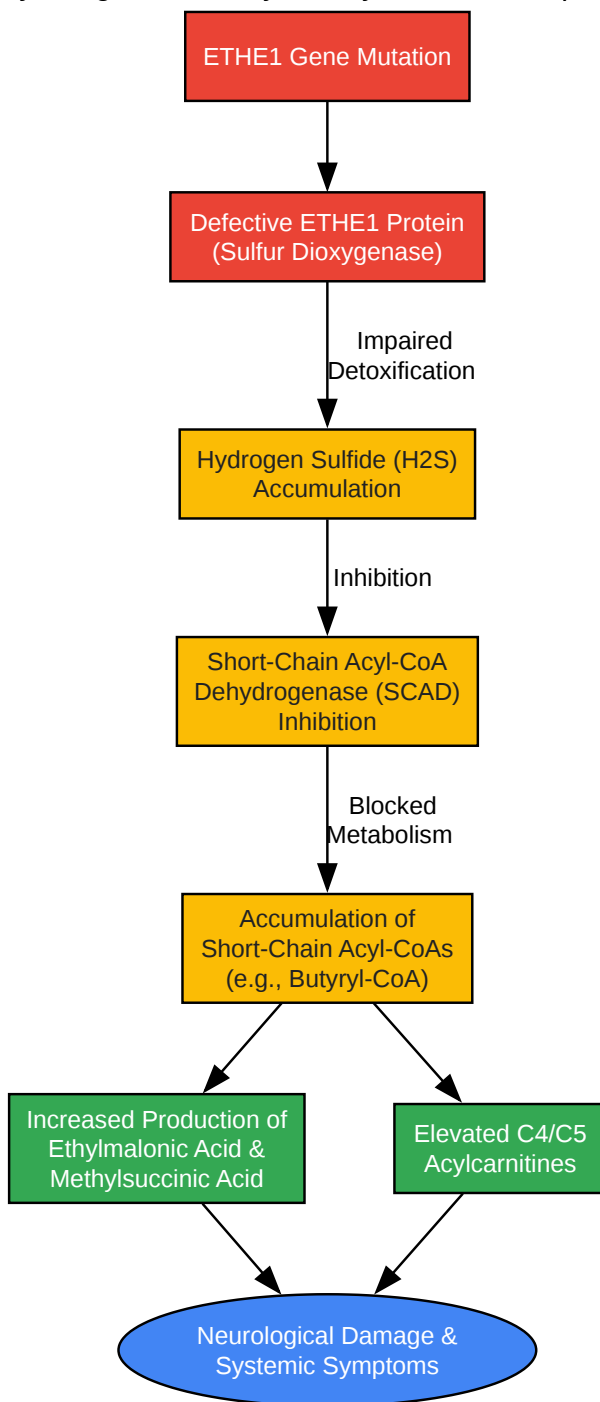 ETHE1 Gene Mutation
Defective ETHE1 Protein
(Sulfur Dioxygenase)
Impaired
Detoxification
Hydrogen Sulfide (H2S)
Accumulation
Inhibition
Short-Chain Acyl-CoA
Dehydrogenase (SCAD)
Inhibition
Blocked
Metabolism
Accumulation of
Short-Chain Acyl-CoAs
(e.g., Butyryl-CoA)
Increased Production of
Ethylmalonic Acid &
Methylsuccinic Acid
Elevated C4/C5
Acylcarnitines
Neurological Damage &
Systemic Symptoms